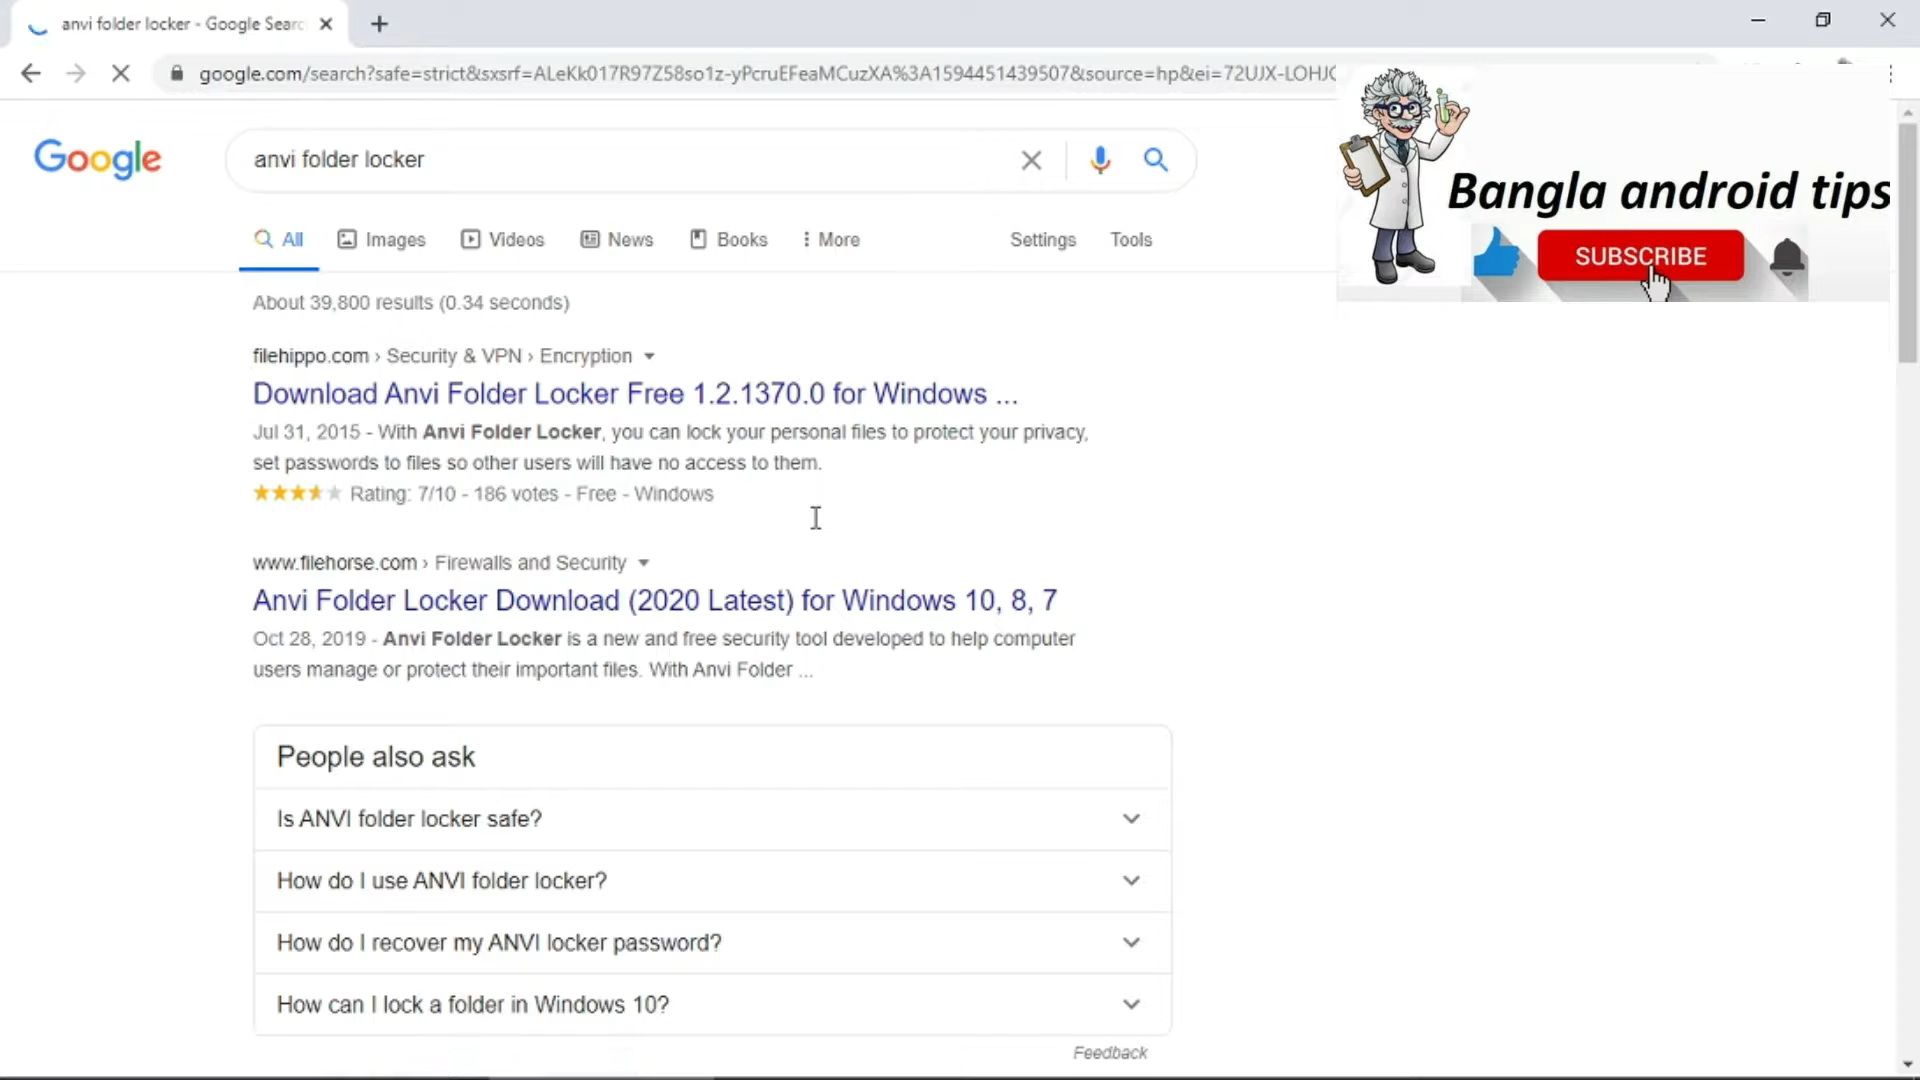 anvi folder locker - Google Searc
google.com/search?safe=strict&sxsrf=ALeKk017R97Z58so1z-yPcruEFeaMCuzXA%3A1594451439507&source=hp&ei=72UJX-LOHJC
Google
anvi folder locker
Bangla android tips
SUBSCRIBE
All
Images
Videos
News
Books
More
Settings
Tools
About 39,800 results (0.34 seconds)
filehippo.com › Security & VPN › Encryption
Download Anvi Folder Locker Free 1.2.1370.0 for Windows ...
Jul 31, 2015 - With Anvi Folder Locker, you can lock your personal files to protect your privacy,
set passwords to files so other users will have no access to them.
Rating: 7/10 - 186 votes - Free - Windows
www.filehorse.com › Firewalls and Security
Anvi Folder Locker Download (2020 Latest) for Windows 10, 8, 7
Oct 28, 2019 - Anvi Folder Locker is a new and free security tool developed to help computer
users manage or protect their important files. With Anvi Folder ...
People also ask
Is ANVI folder locker safe?
How do I use ANVI folder locker?
How do I recover my ANVI locker password?
How can I lock a folder in Windows 10?
Feedback